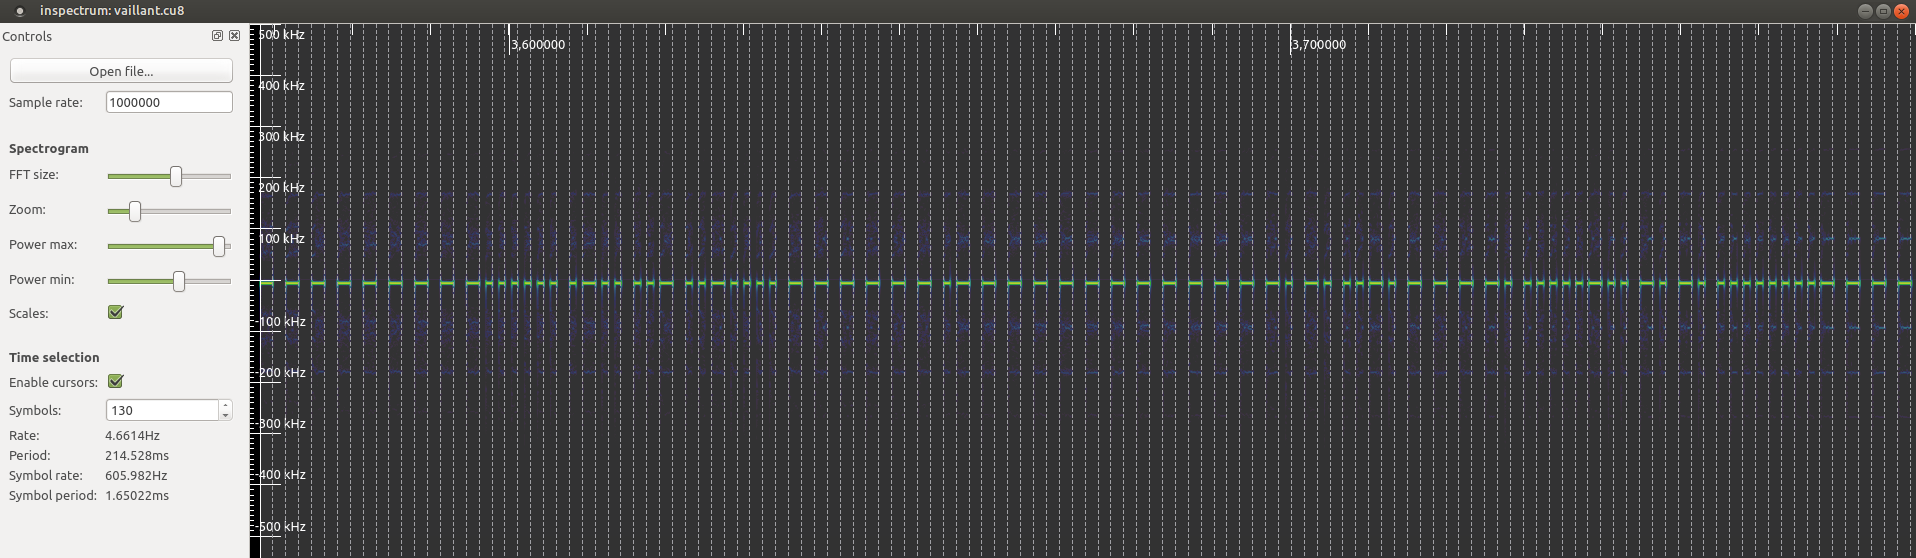 inspectrum: vaillant.cu8
Controls
Open file...
Sample rate: 1000000
Spectrogram
FFT size:
Zoom:
Power max:
Power min:
Scales:
Time selection
Enable cursors:
Symbols: 130
Rate: 4.6614Hz
Period: 214.528ms
Symbol rate: 605.982Hz
Symbol period: 1.65022ms
3,600000 3,700000
500 kHz
400 kHz
300 kHz
200 kHz
100 kHz
-100 kHz
-200 kHz
-300 kHz
-400 kHz
-500 kHz